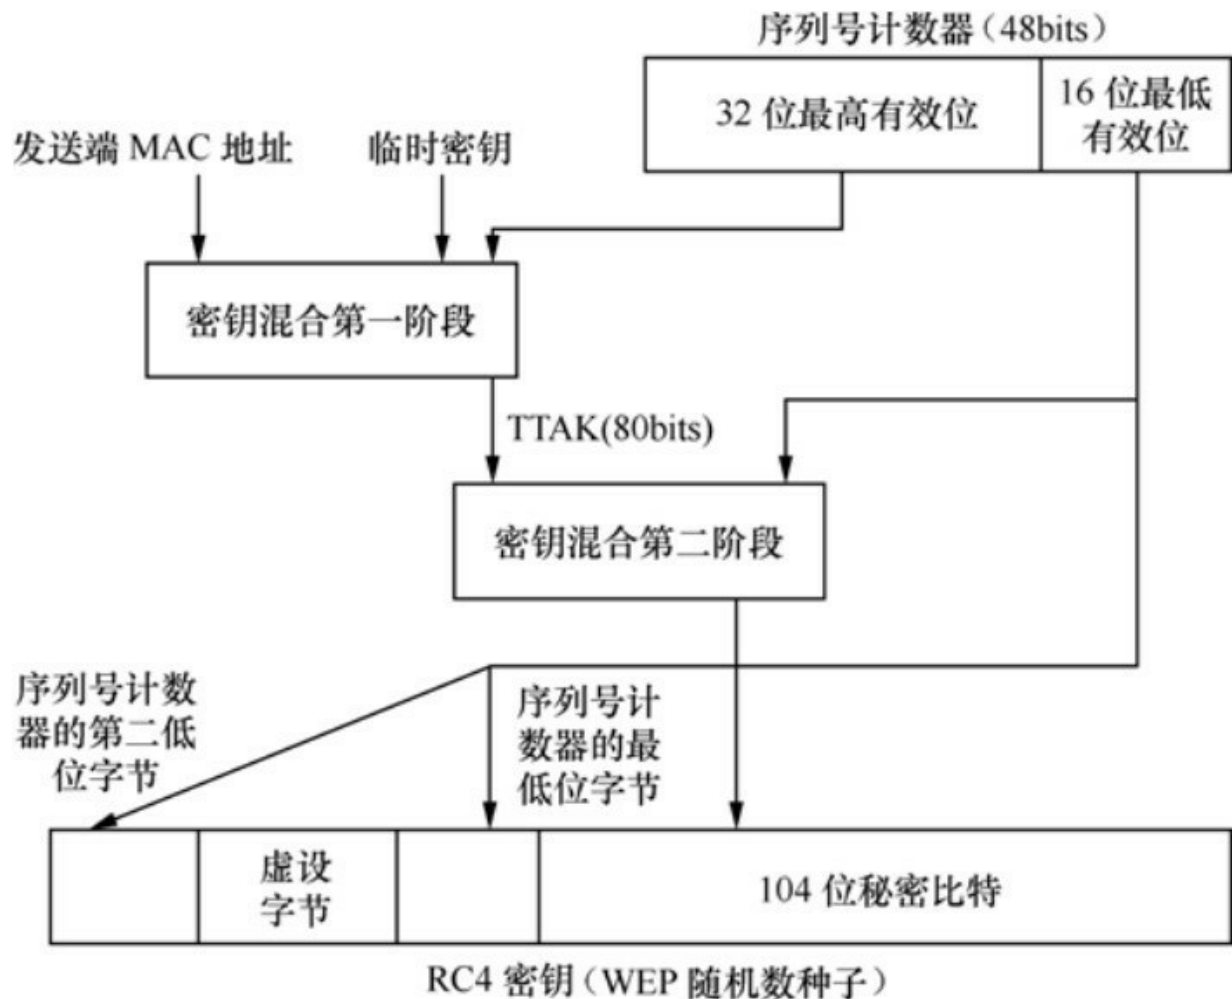 序列号计数器（48bits）
32 位最高有效位
16 位最低
有效位
发送端 MAC 地址
临时密钥
密钥混合第一阶段
TTAK(80bits)
密钥混合第二阶段
序列号计数
器的第二低
位字节
序列号计
数器的最
低位字节
虚设
字节
104 位秘密比特
RC4 密钥（WEP 随机数种子）